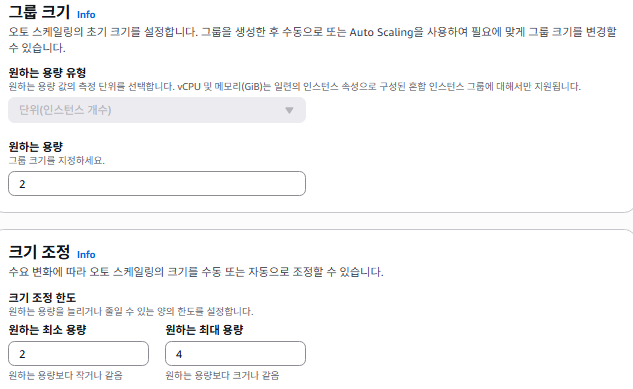 그룹 크기 Info
오토 스케일링의 초기 크기를 설정합니다. 그룹을 생성한 후 수동으로 또는 Auto Scaling을 사용하여 필요에 맞게 그룹 크기를 변경할
수 있습니다.
원하는 용량 유형
원하는 용량 값의 측정 단위를 선택합니다. vCPU 및 메모리(GiB)는 일련의 인스턴스 속성으로 구성된 혼합 인스턴스 그룹에 대해서만 지원됩니다.
단위(인스턴스 개수)
원하는 용량
그룹 크기를 지정하세요.
2
크기 조정 Info
수요 변화에 따라 오토 스케일링의 크기를 수동 또는 자동으로 조정할 수 있습니다.
크기 조정 한도
원하는 용량을 늘리거나 줄일 수 있는 양의 한도를 설정합니다.
원하는 최소 용량 원하는 최대 용량
2 4
원하는 용량보다 작거나 같음 원하는 용량보다 크거나 같음